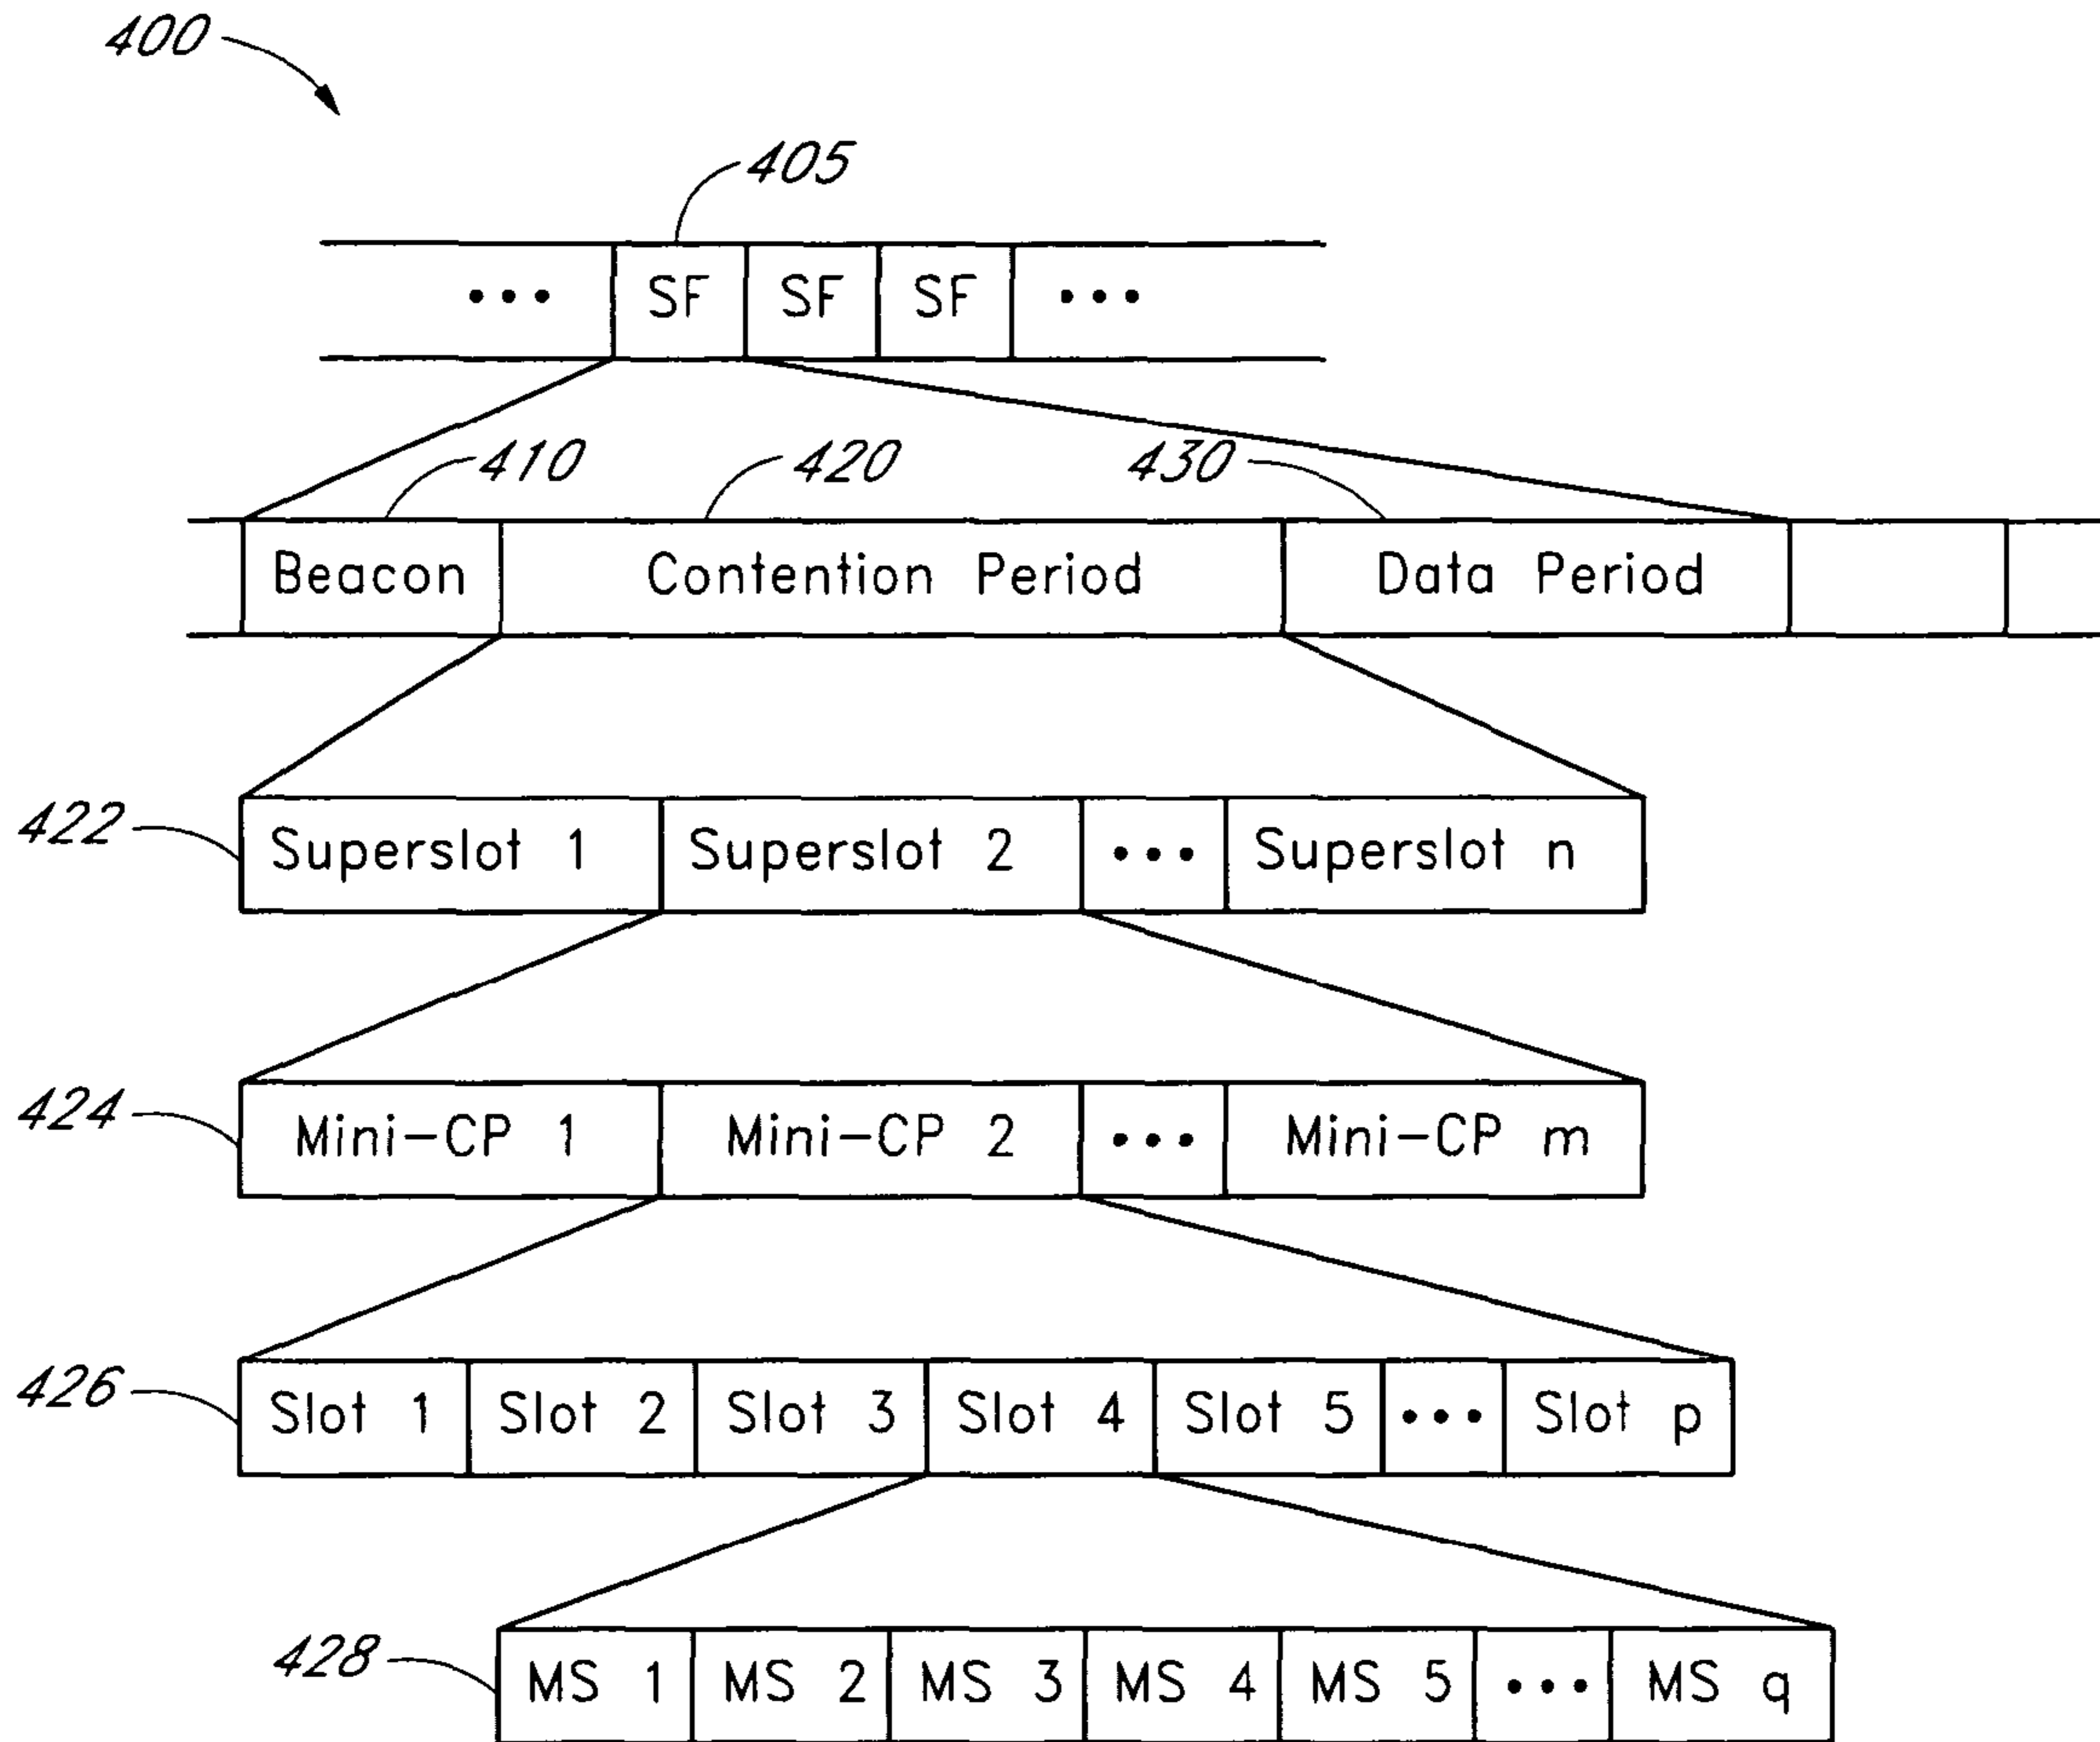 400
405
••• SF SF SF •••
410 420 430
Beacon Contention Period Data Period
422 Superslot 1 Superslot 2 ••• Superslot n
424 Mini-CP 1 Mini-CP 2 ••• Mini-CP m
426 Slot 1 Slot 2 Slot 3 Slot 4 Slot 5 ••• Slot p
428 MS 1 MS 2 MS 3 MS 4 MS 5 ••• MS q